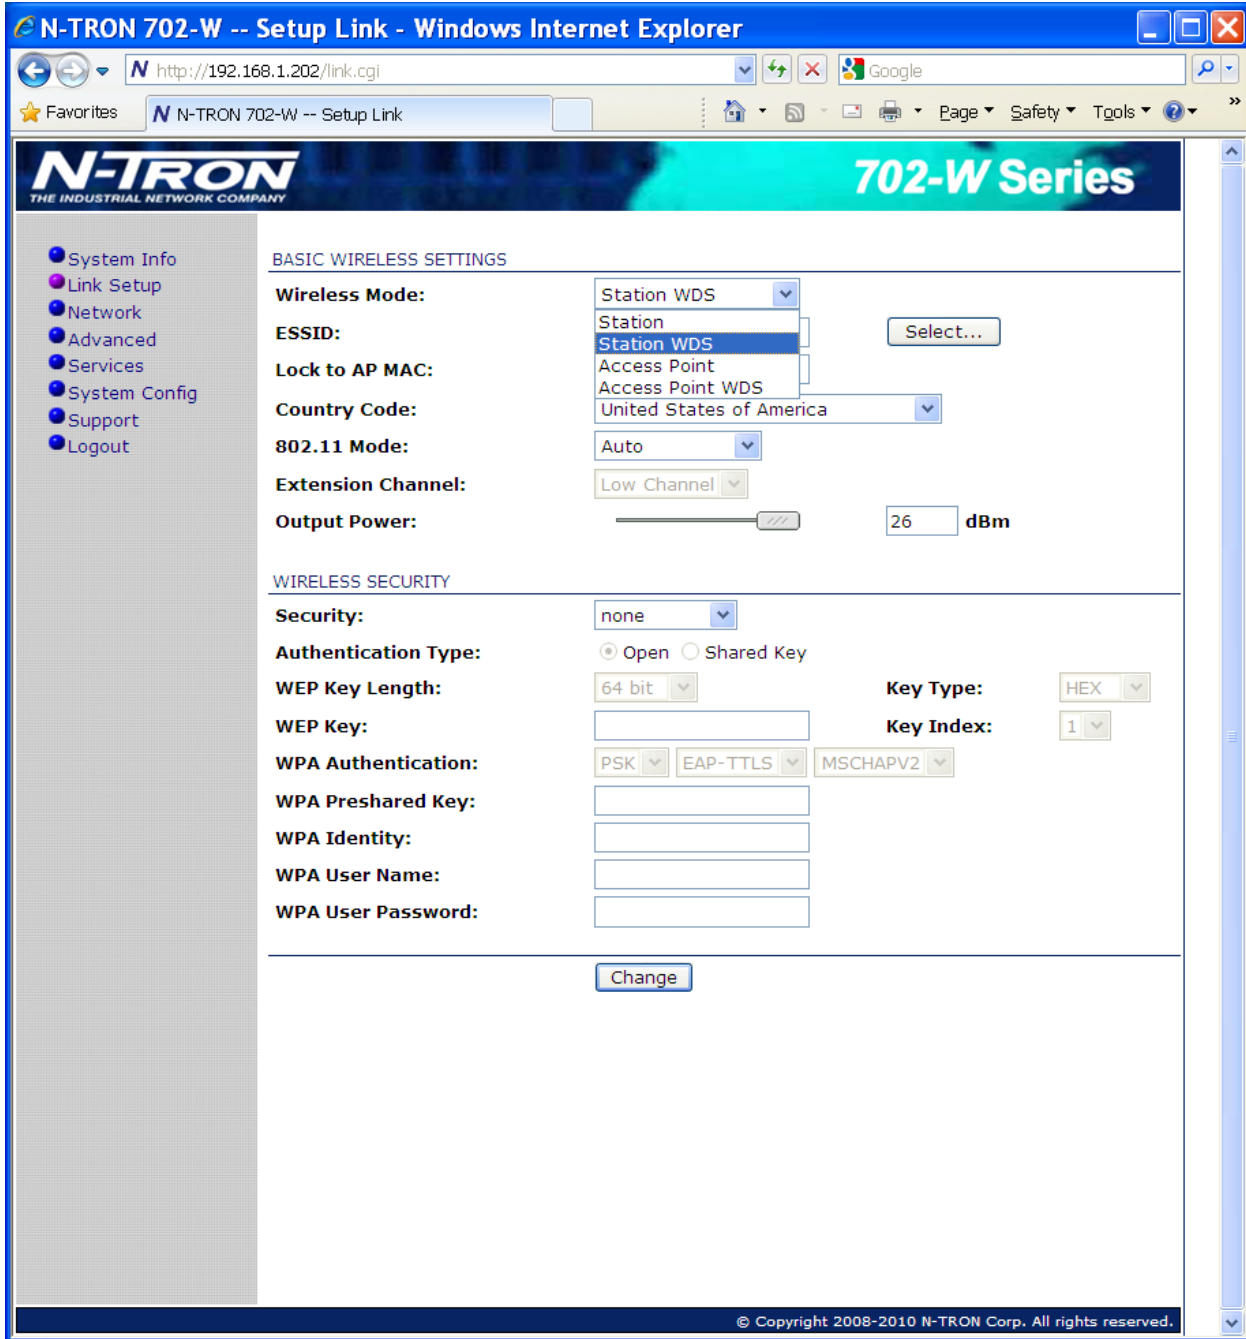 N-TRON 702-W -- Setup Link - Windows Internet Explorer
N http://192.168.1.202/link.cgi Google
Favorites N N-TRON 702-W -- Setup Link Page Safety Tools »
N-TRON 702-W Series
THE INDUSTRIAL NETWORK COMPANY
System Info
Link Setup
Network
Advanced
Services
System Config
Support
Logout
BASIC WIRELESS SETTINGS
Wireless Mode: Station WDS
Station
Station WDS
Access Point
Access Point WDS
ESSID: Select...
Lock to AP MAC:
Country Code: United States of America
802.11 Mode: Auto
Extension Channel: Low Channel
Output Power: 26 dBm
WIRELESS SECURITY
Security: none
Authentication Type: Open Shared Key
WEP Key Length: 64 bit Key Type: HEX
WEP Key: Key Index: 1
WPA Authentication: PSK EAP-TTLS MSCHAPV2
WPA Preshared Key:
WPA Identity:
WPA User Name:
WPA User Password:
Change
© Copyright 2008-2010 N-TRON Corp. All rights reserved.